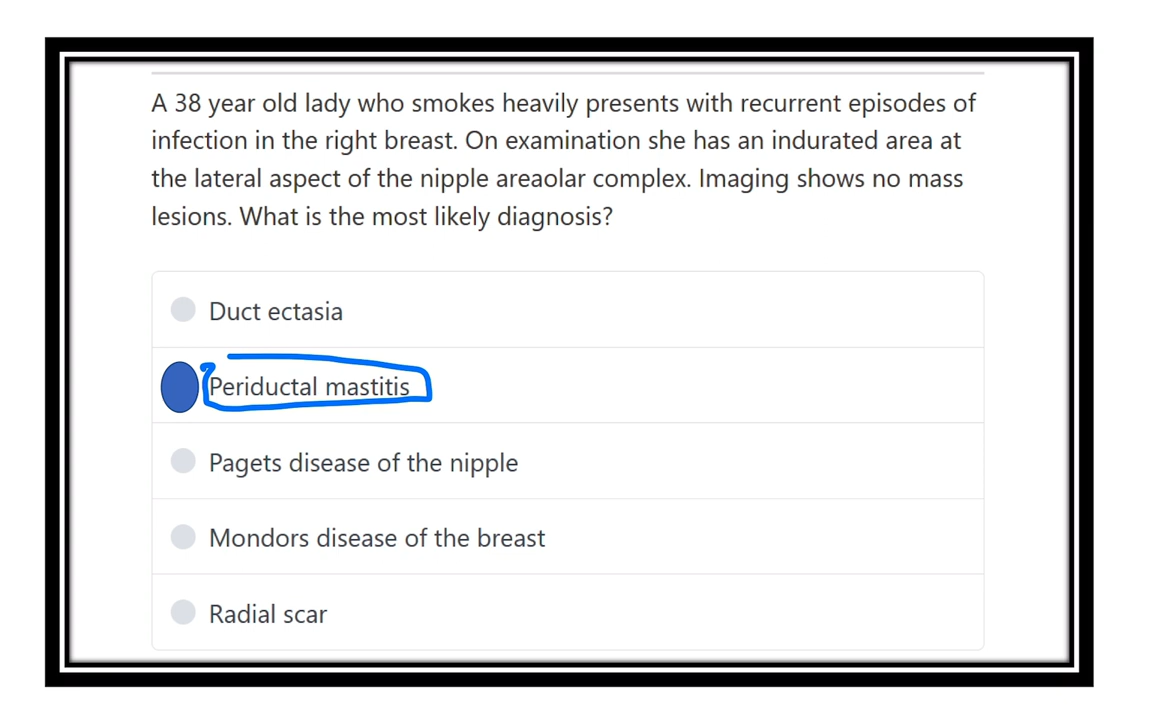 A 38 year old lady who smokes heavily presents with recurrent episodes of
infection in the right breast. On examination she has an indurated area at
the lateral aspect of the nipple areaolar complex. Imaging shows no mass
lesions. What is the most likely diagnosis?
Duct ectasia
Periductal mastitis
Pagets disease of the nipple
Mondors disease of the breast
Radial scar